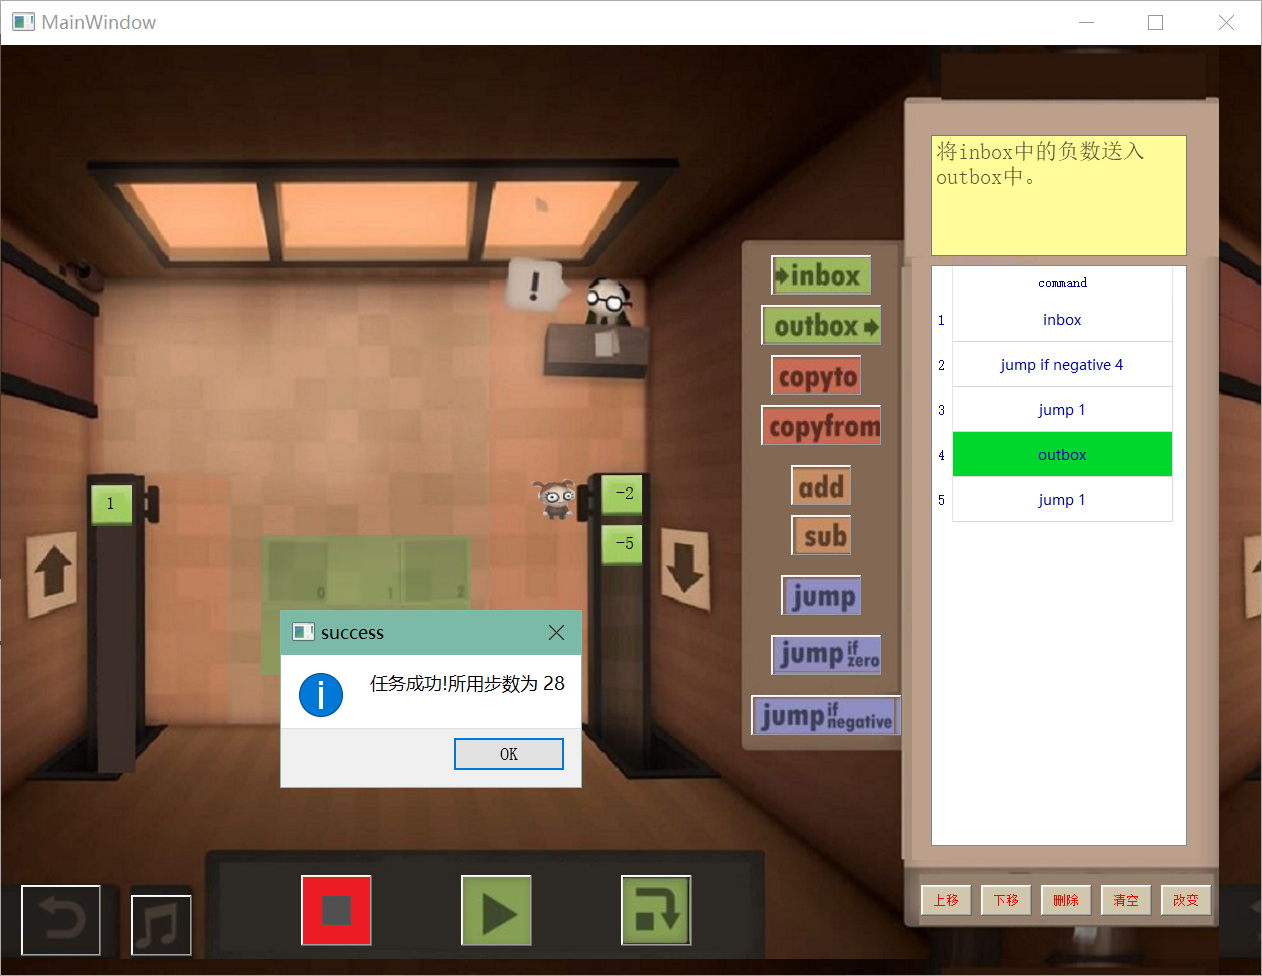 MainWindow
将inbox中的负数送入
outbox中。
command
1 inbox
2 jump if negative 4
3 jump 1
4 outbox
5 jump 1
inbox
outbox
copyto
copyfrom
add
sub
jump
jump if zero
jump if negative
!
1
-2
-5
0 1 2
success
任务成功!所用步数为 28
OK
上移 下移 删除 清空 改变